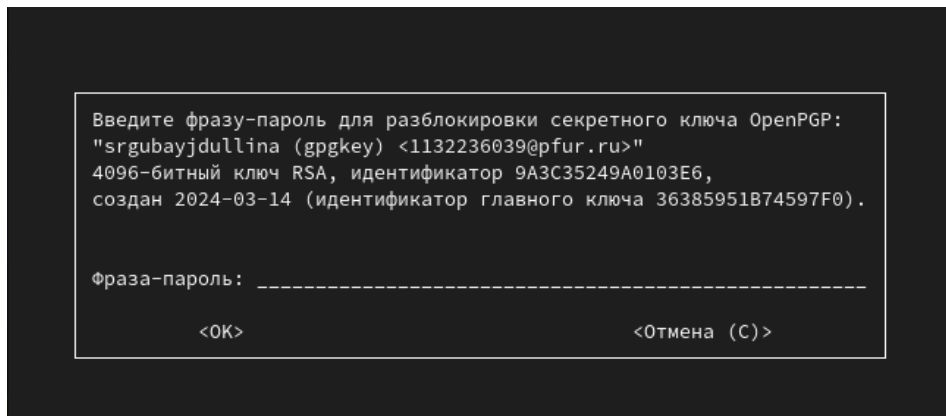 Введите фразу-пароль для разблокировки секретного ключа OpenPGP:
"srgubayjdullina (gpgkey) <1132236039@pfur.ru>"
4096-битный ключ RSA, идентификатор 9A3C35249A0103E6,
создан 2024-03-14 (идентификатор главного ключа 36385951B74597F0).
Фраза-пароль: ____________________________________________________
<OK> <Отмена (C)>